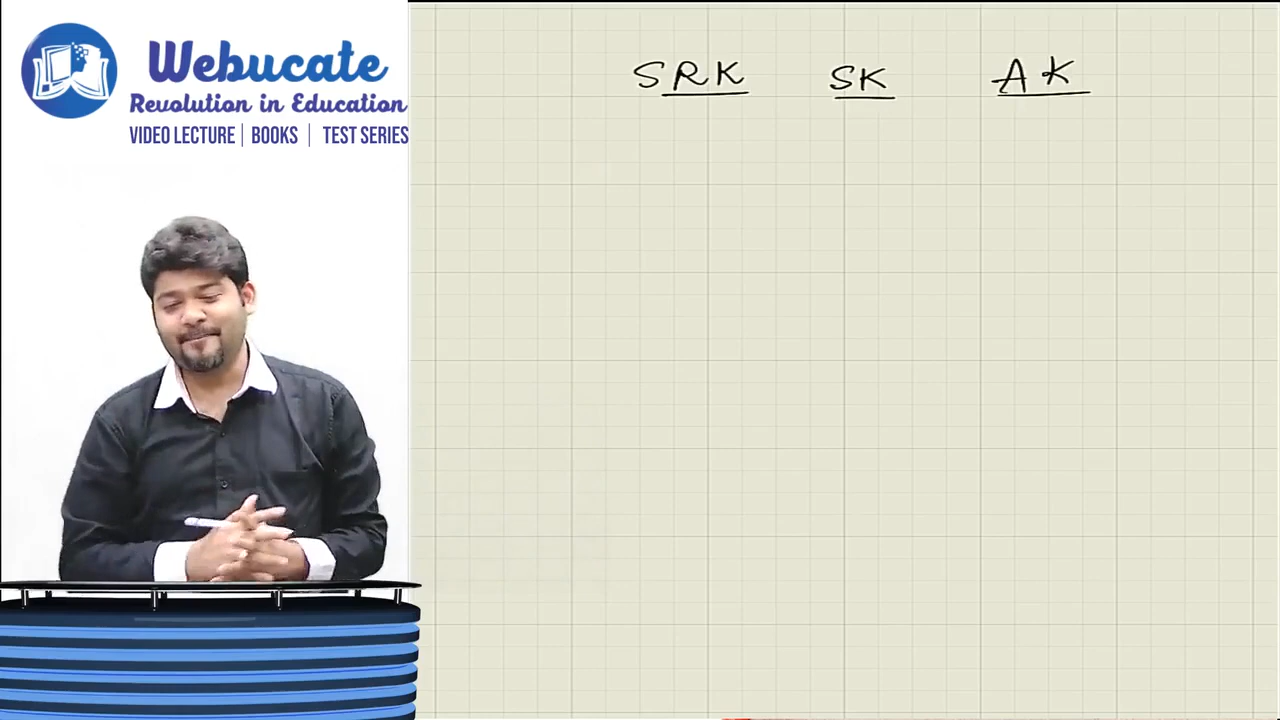 Webucate
Revolution in Education
VIDEO LECTURE | BOOKS | TEST SERIES
SRK SK AK